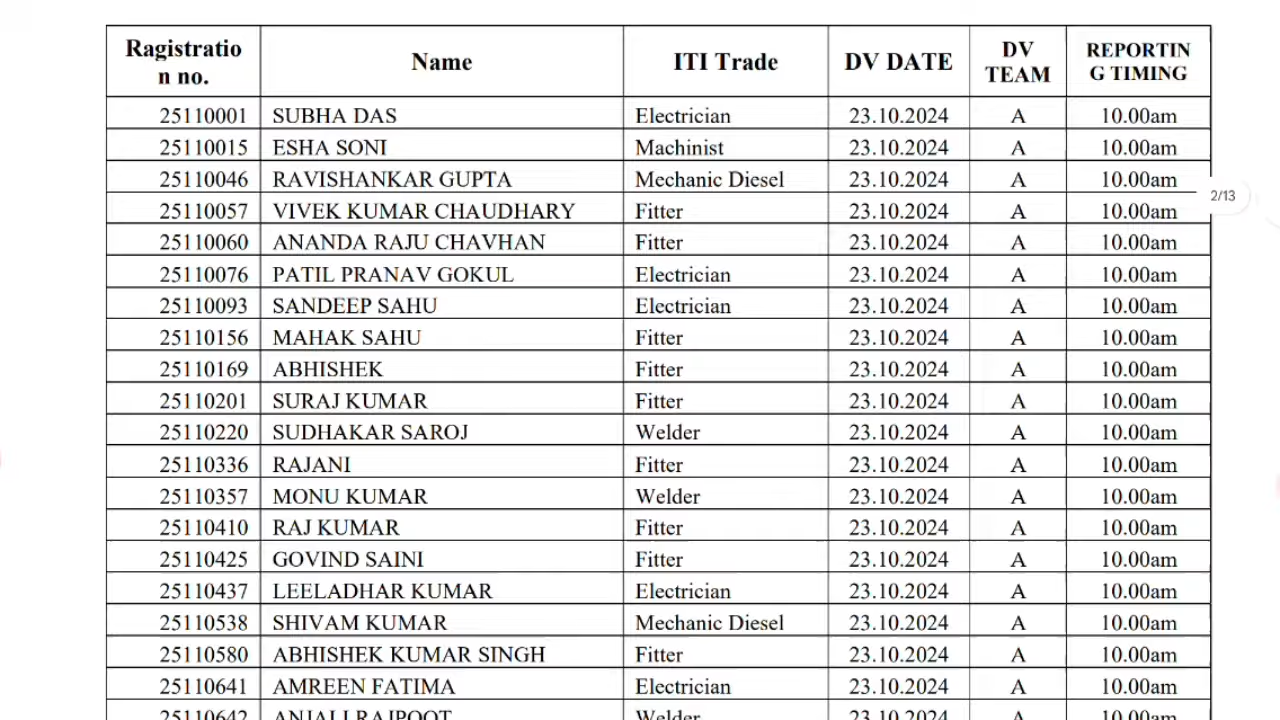 Ragistratio
n no. Name ITI Trade DV DATE DV
TEAM REPORTIN
G TIMING
25110001 SUBHA DAS Electrician 23.10.2024 A 10.00am
25110015 ESHA SONI Machinist 23.10.2024 A 10.00am
25110046 RAVISHANKAR GUPTA Mechanic Diesel 23.10.2024 A 10.00am
2/13
25110057 VIVEK KUMAR CHAUDHARY Fitter 23.10.2024 A 10.00am
25110060 ANANDA RAJU CHAVHAN Fitter 23.10.2024 A 10.00am
25110076 PATIL PRANAV GOKUL Electrician 23.10.2024 A 10.00am
25110093 SANDEEP SAHU Electrician 23.10.2024 A 10.00am
25110156 MAHAK SAHU Fitter 23.10.2024 A 10.00am
25110169 ABHISHEK Fitter 23.10.2024 A 10.00am
25110201 SURAJ KUMAR Fitter 23.10.2024 A 10.00am
25110220 SUDHAKAR SAROJ Welder 23.10.2024 A 10.00am
25110336 RAJANI Fitter 23.10.2024 A 10.00am
25110357 MONU KUMAR Welder 23.10.2024 A 10.00am
25110410 RAJ KUMAR Fitter 23.10.2024 A 10.00am
25110425 GOVIND SAINI Fitter 23.10.2024 A 10.00am
25110437 LEELADHAR KUMAR Electrician 23.10.2024 A 10.00am
25110538 SHIVAM KUMAR Mechanic Diesel 23.10.2024 A 10.00am
25110580 ABHISHEK KUMAR SINGH Fitter 23.10.2024 A 10.00am
25110641 AMREEN FATIMA Electrician 23.10.2024 A 10.00am
25110642 ANJALI RAJPOOT Welder 23.10.2024 A 10.00am